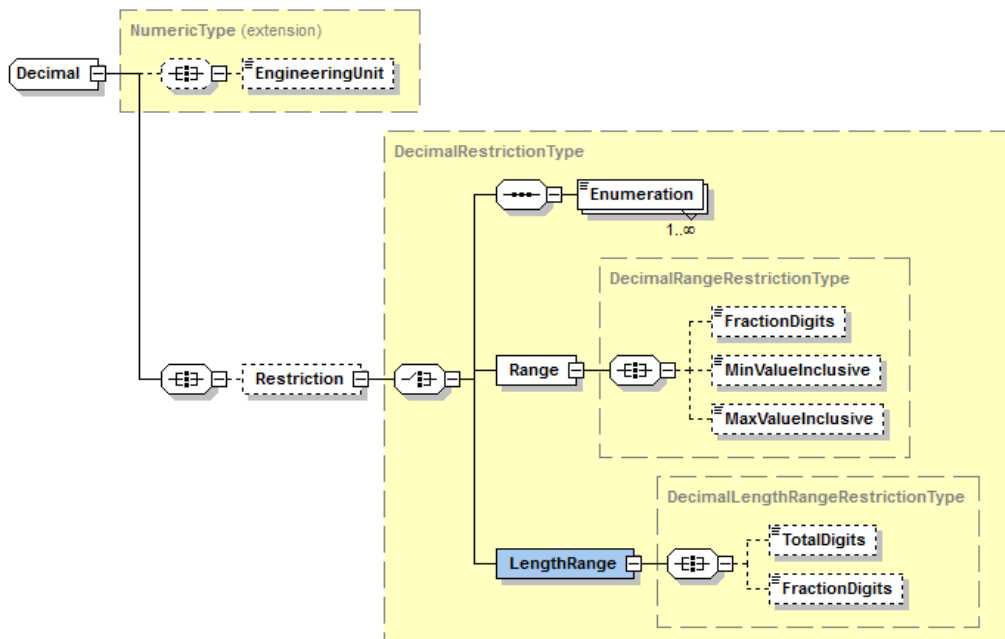 NumericType (extension)
Decimal
EngineeringUnit
DecimalRestrictionType
Enumeration
1..∞
DecimalRangeRestrictionType
FractionDigits
Restriction
Range
MinValueInclusive
MaxValueInclusive
DecimalLengthRangeRestrictionType
TotalDigits
LengthRange
FractionDigits